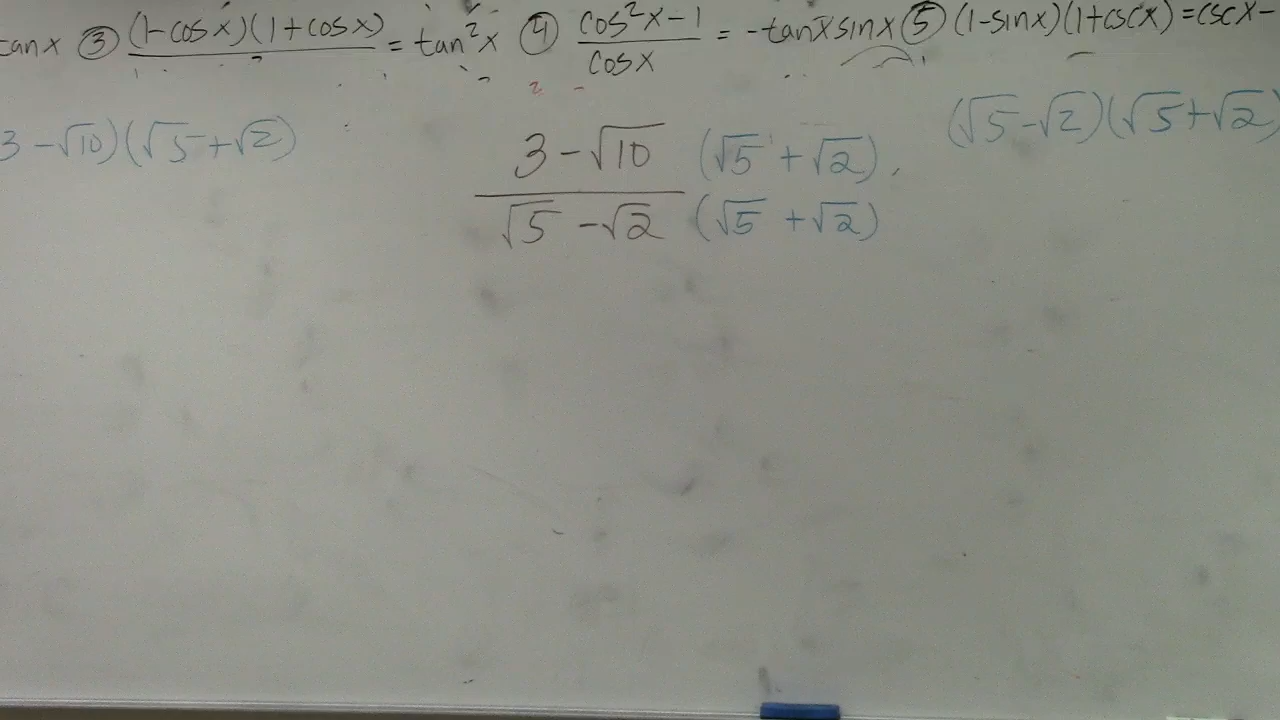 tan x ③ (1-cos x)(1+cos x) / = tan²x ④ cos²x-1 / cos x = -tan x sin x ⑤ (1-sin x)(1+csc x) = csc x -
3 - √10)(√5 + √2)
3 - √10 (√5 + √2)
√5 - √2 (√5 + √2)
(√5 - √2)(√5 + √2)